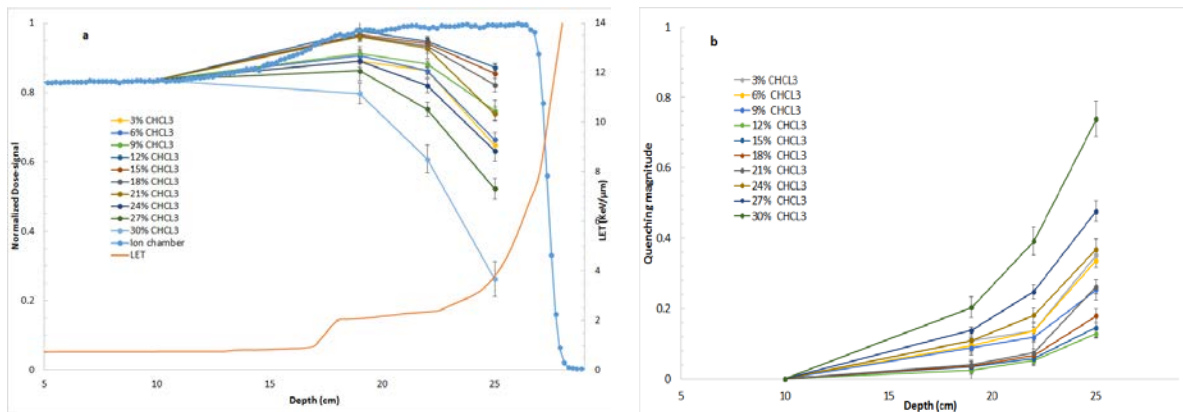 a
1
0.8
0.6
0.4
0.2
0
Normalized Dose-signal
3% CHCL3
6% CHCL3
9% CHCL3
12% CHCL3
15% CHCL3
18% CHCL3
21% CHCL3
24% CHCL3
27% CHCL3
30% CHCL3
Ion chamber
LET
14
12
10
8
6
4
2
0
LET (KeV/μm)
5 10 15 20 25
Depth (cm)
b
1
0.8
0.6
0.4
0.2
0
Quenching magnitude
3% CHCL3
6% CHCL3
9% CHCL3
12% CHCL3
15% CHCL3
18% CHCL3
21% CHCL3
24% CHCL3
27% CHCL3
30% CHCL3
5 10 15 20 25
Depth (cm)